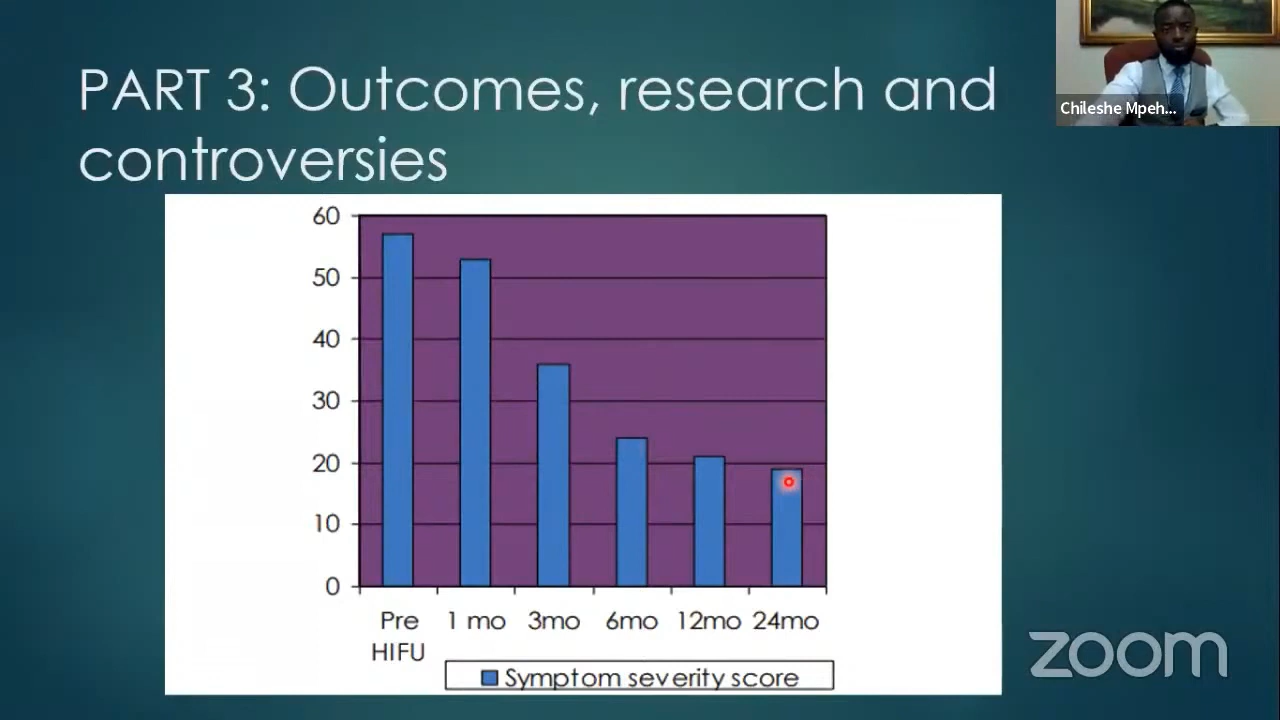 PART 3: Outcomes, research and
controversies
Chileshe Mpeh...
60
50
40
30
20
10
0
Pre HIFU
1 mo
3mo
6mo
12mo
24mo
Symptom severity score
zoom